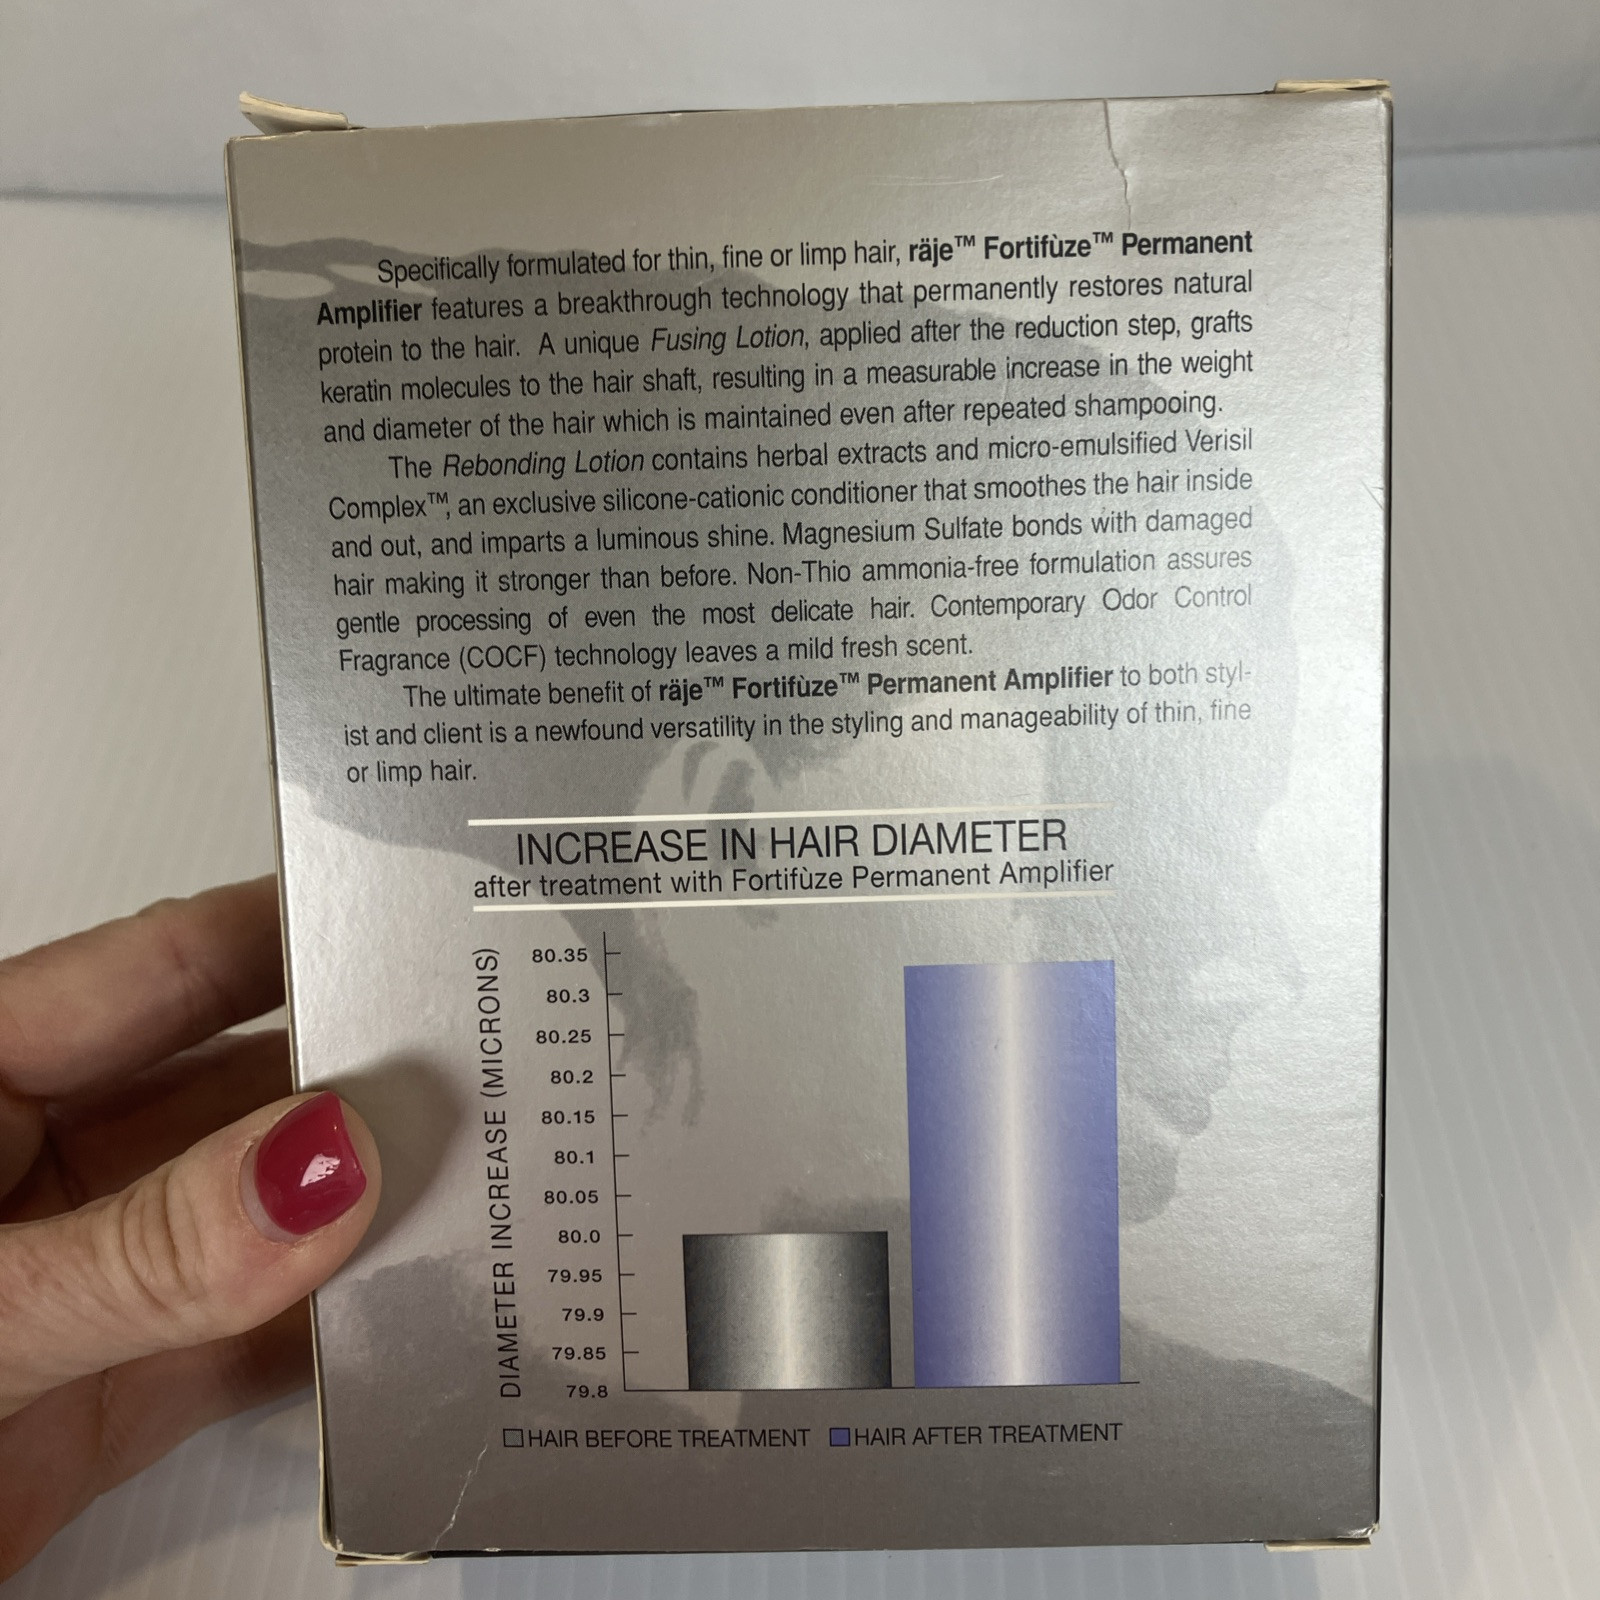 Specifically formulated for thin, fine or limp hair, räje™ Fortifùze™ Permanent
Amplifier features a breakthrough technology that permanently restores natural
protein to the hair. A unique Fusing Lotion, applied after the reduction step, grafts
keratin molecules to the hair shaft, resulting in a measurable increase in the weight
and diameter of the hair which is maintained even after repeated shampooing.
The Rebonding Lotion contains herbal extracts and micro-emulsified Verisil
Complex™, an exclusive silicone-cationic conditioner that smoothes the hair inside
and out, and imparts a luminous shine. Magnesium Sulfate bonds with damaged
hair making it stronger than before. Non-Thio ammonia-free formulation assures
gentle processing of even the most delicate hair. Contemporary Odor Control
Fragrance (COCF) technology leaves a mild fresh scent.
The ultimate benefit of räje™ Fortifùze™ Permanent Amplifier to both styl-
ist and client is a newfound versatility in the styling and manageability of thin, fine
or limp hair.
INCREASE IN HAIR DIAMETER
after treatment with Fortifùze Permanent Amplifier
DIAMETER INCREASE (MICRONS)
80.35
80.3
80.25
80.2
80.15
80.1
80.05
80.0
79.95
79.9
79.85
79.8
HAIR BEFORE TREATMENT HAIR AFTER TREATMENT